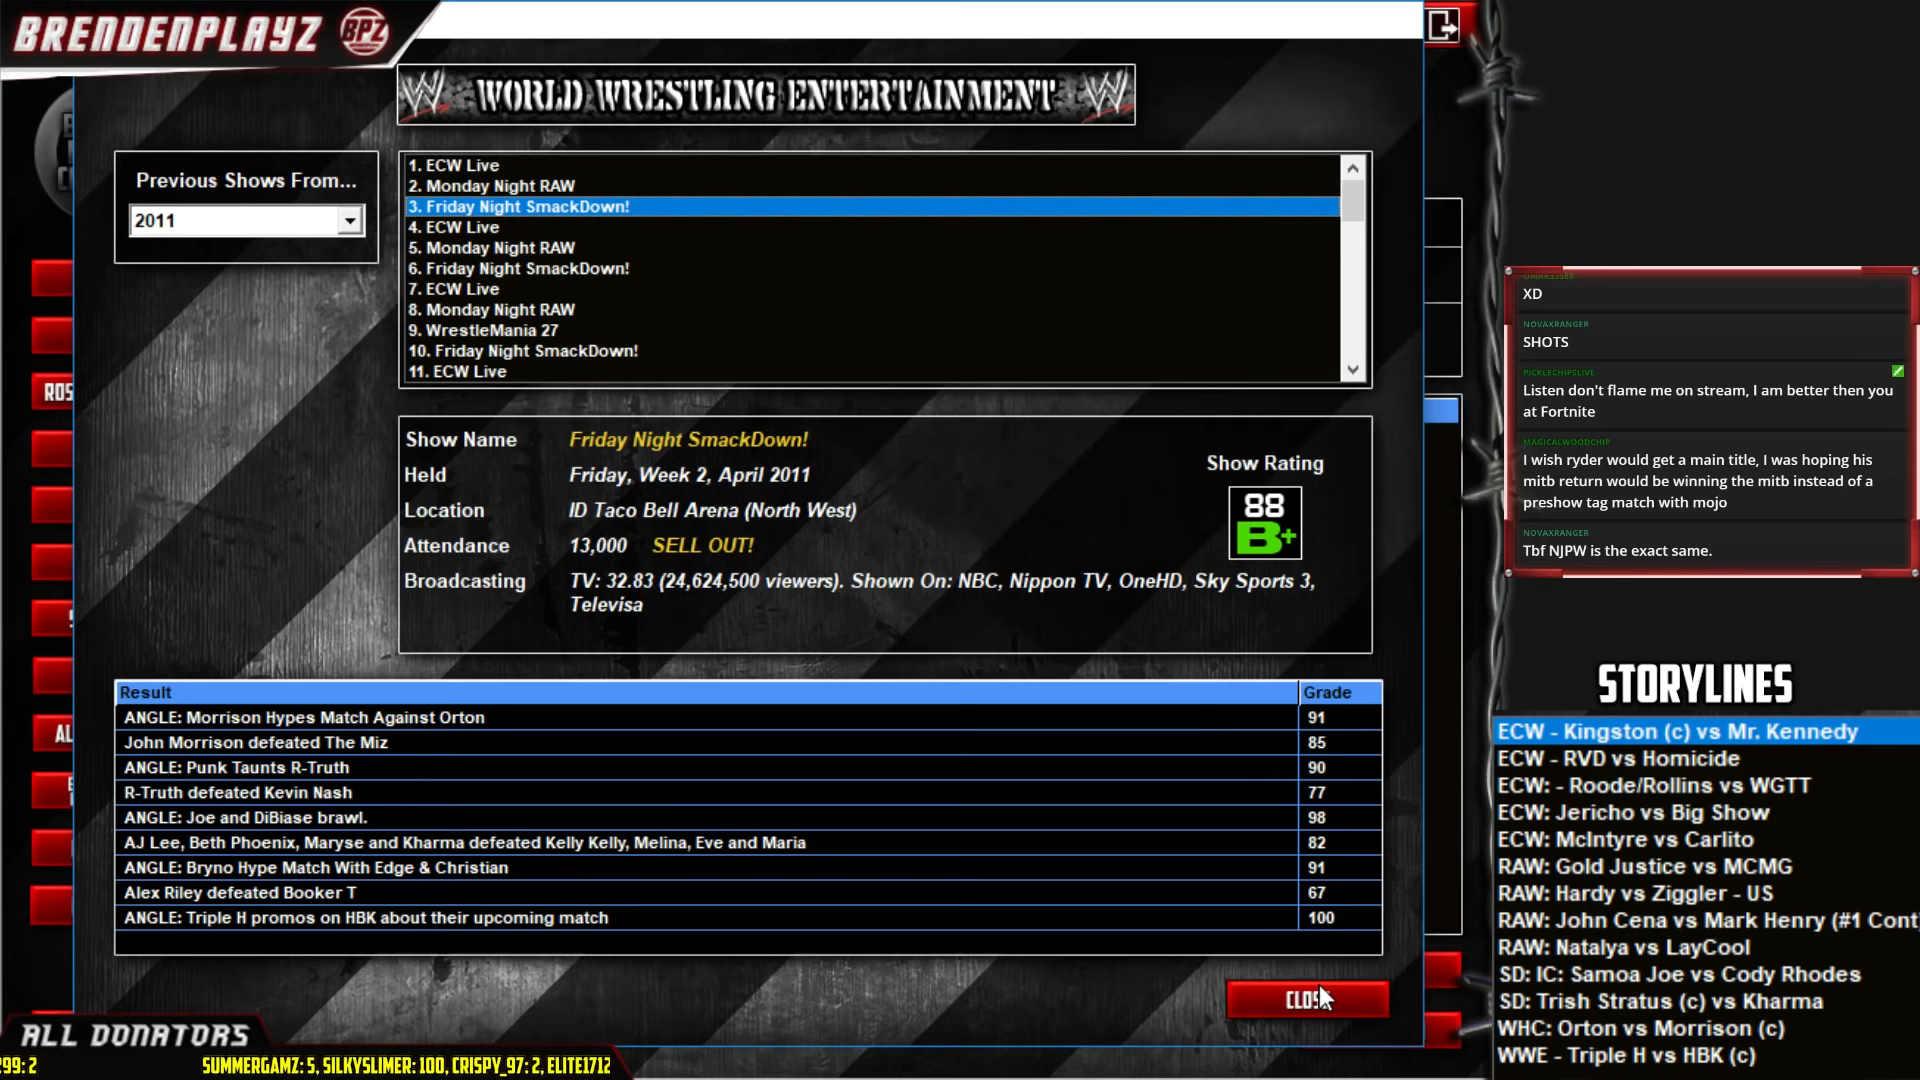 BRENDENPLAYZ BPZ
WORLD WRESTLING ENTERTAINMENT
Previous Shows From...
2011
1. ECW Live
2. Monday Night RAW
3. Friday Night SmackDown!
4. ECW Live
5. Monday Night RAW
6. Friday Night SmackDown!
7. ECW Live
8. Monday Night RAW
9. WrestleMania 27
10. Friday Night SmackDown!
11. ECW Live
Show Name Friday Night SmackDown!
Held Friday, Week 2, April 2011
Location ID Taco Bell Arena (North West)
Attendance 13,000 SELL OUT!
Broadcasting TV: 32.83 (24,624,500 viewers). Shown On: NBC, Nippon TV, OneHD, Sky Sports 3,
Televisa
Show Rating
88
B+
Result Grade
ANGLE: Morrison Hypes Match Against Orton 91
John Morrison defeated The Miz 85
ANGLE: Punk Taunts R-Truth 90
R-Truth defeated Kevin Nash 77
ANGLE: Joe and DiBiase brawl. 98
AJ Lee, Beth Phoenix, Maryse and Kharma defeated Kelly Kelly, Melina, Eve and Maria 82
ANGLE: Bryno Hype Match With Edge & Christian 91
Alex Riley defeated Booker T 67
ANGLE: Triple H promos on HBK about their upcoming match 100
ROS
AL
ALL DONATORS
299: 2 SUMMERGAMZ: 5, SILKYSLIMER: 100, CRISPY_97: 2, ELITE1712
XD
NOVAXRANGER
SHOTS
PICKLECHIPSLIVE
Listen don't flame me on stream, I am better then you
at Fortnite
MAGICALWOODCHIP
I wish ryder would get a main title, I was hoping his
mitb return would be winning the mitb instead of a
preshow tag match with mojo
NOVAXRANGER
Tbf NJPW is the exact same.
STORYLINES
ECW - Kingston (c) vs Mr. Kennedy
ECW - RVD vs Homicide
ECW: - Roode/Rollins vs WGTT
ECW: Jericho vs Big Show
ECW: McIntyre vs Carlito
RAW: Gold Justice vs MCMG
RAW: Hardy vs Ziggler - US
RAW: John Cena vs Mark Henry (#1 Cont
RAW: Natalya vs LayCool
SD: IC: Samoa Joe vs Cody Rhodes
SD: Trish Stratus (c) vs Kharma
WHC: Orton vs Morrison (c)
WWE - Triple H vs HBK (c)